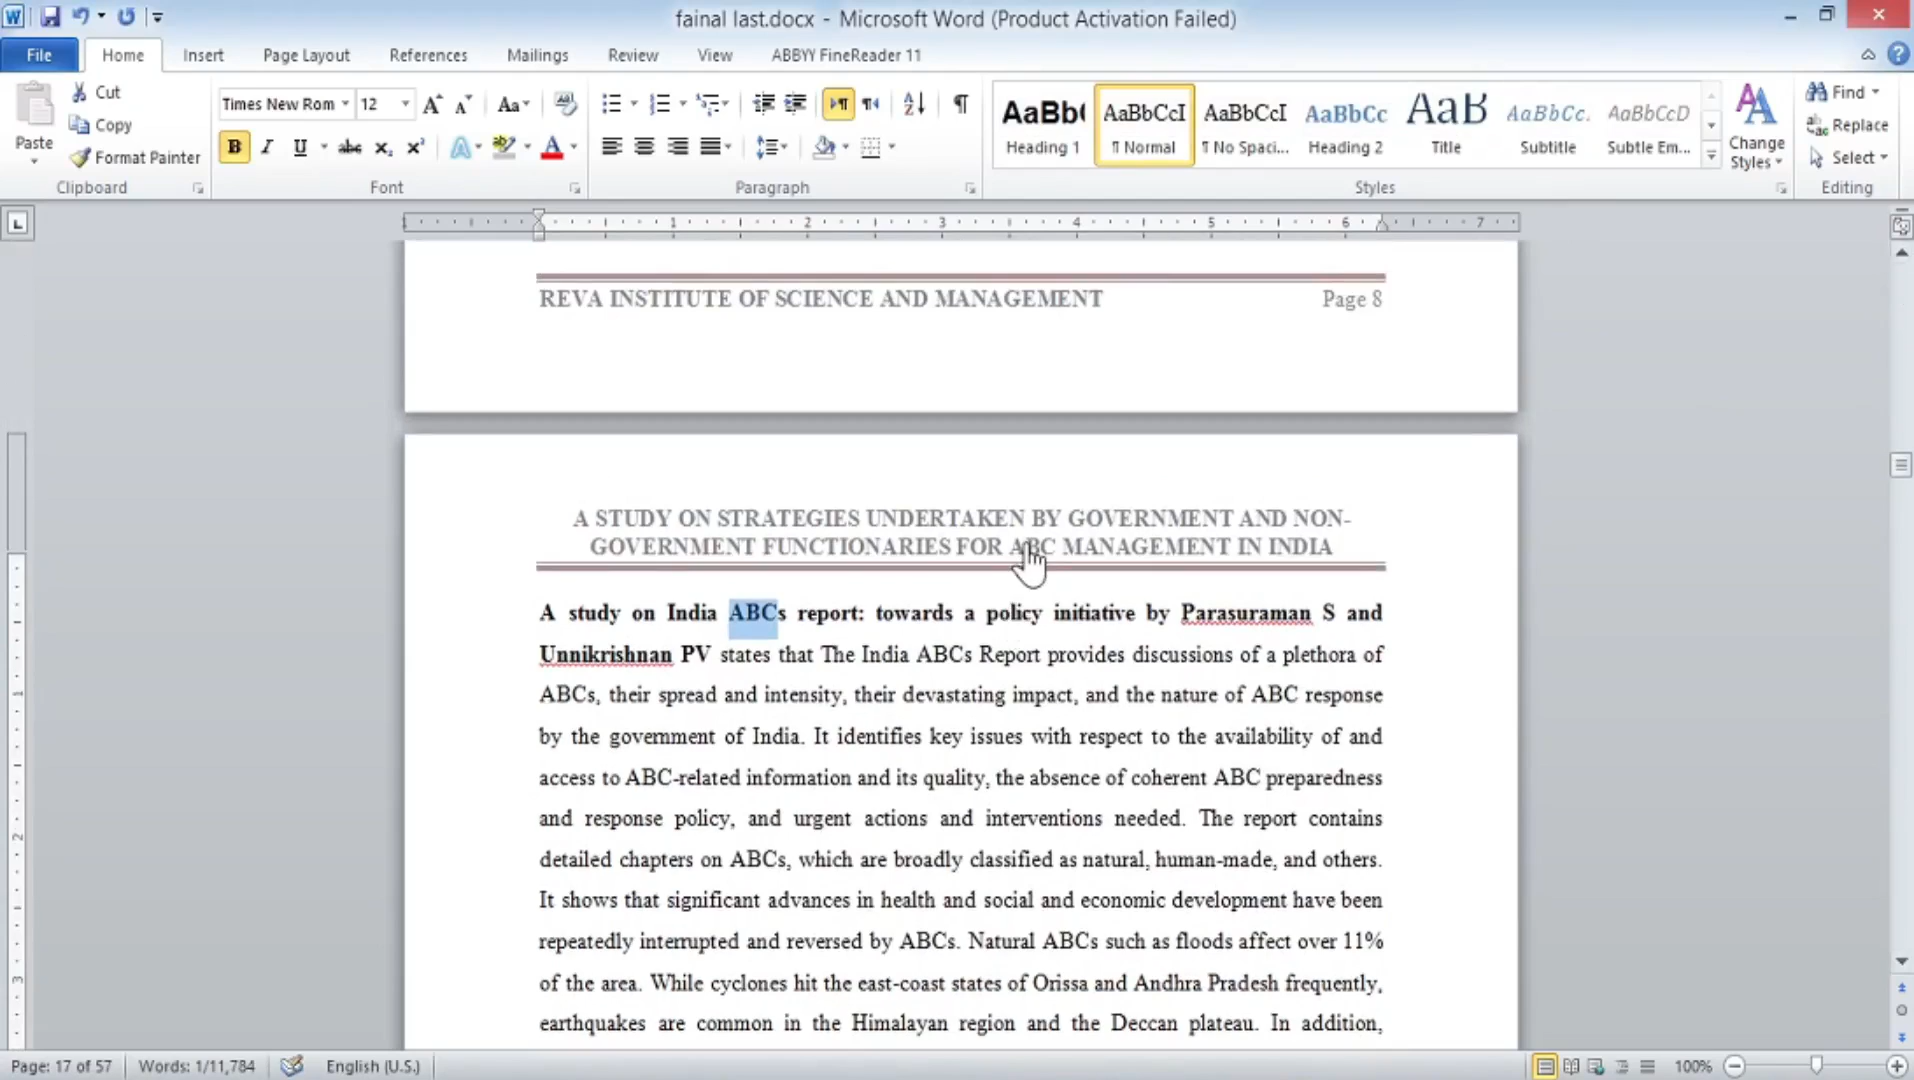 fainal last.docx - Microsoft Word (Product Activation Failed)
File Home Insert Page Layout References Mailings Review View ABBYY FineReader 11
Paste
Cut
Copy
Format Painter
Clipboard
Times New Rom 12
Font
Paragraph
AaBb( AaBbCcI AaBbCcI AaBbCc AaB AaBbCc. AaBbCcD
Heading 1 ¶ Normal ¶ No Spaci... Heading 2 Title Subtitle Subtle Em...
Change Styles
Styles
Find
Replace
Select
Editing
1 1 2 3 4 5 6 7
REVA INSTITUTE OF SCIENCE AND MANAGEMENT Page 8
A STUDY ON STRATEGIES UNDERTAKEN BY GOVERNMENT AND NON-
GOVERNMENT FUNCTIONARIES FOR ABC MANAGEMENT IN INDIA
A study on India ABCs report: towards a policy initiative by Parasuraman S and
Unnikrishnan PV states that The India ABCs Report provides discussions of a plethora of
ABCs, their spread and intensity, their devastating impact, and the nature of ABC response
by the government of India. It identifies key issues with respect to the availability of and
access to ABC-related information and its quality, the absence of coherent ABC preparedness
and response policy, and urgent actions and interventions needed. The report contains
detailed chapters on ABCs, which are broadly classified as natural, human-made, and others.
It shows that significant advances in health and social and economic development have been
repeatedly interrupted and reversed by ABCs. Natural ABCs such as floods affect over 11%
of the area. While cyclones hit the east-coast states of Orissa and Andhra Pradesh frequently,
earthquakes are common in the Himalayan region and the Deccan plateau. In addition,
Page: 17 of 57 Words: 1/11,784 English (U.S.) 100%